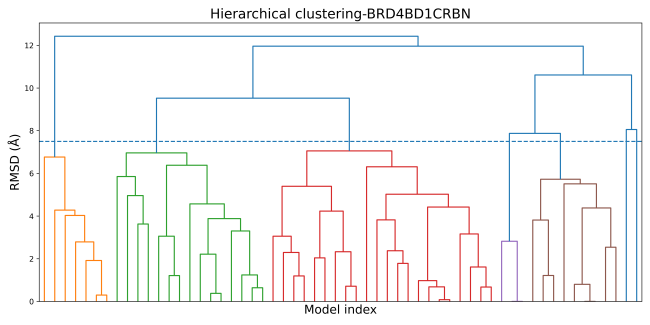 Hierarchical clustering-BRD4BD1CRBN
12
10
8
6
4
2
0
RMSD (Å)
Model index